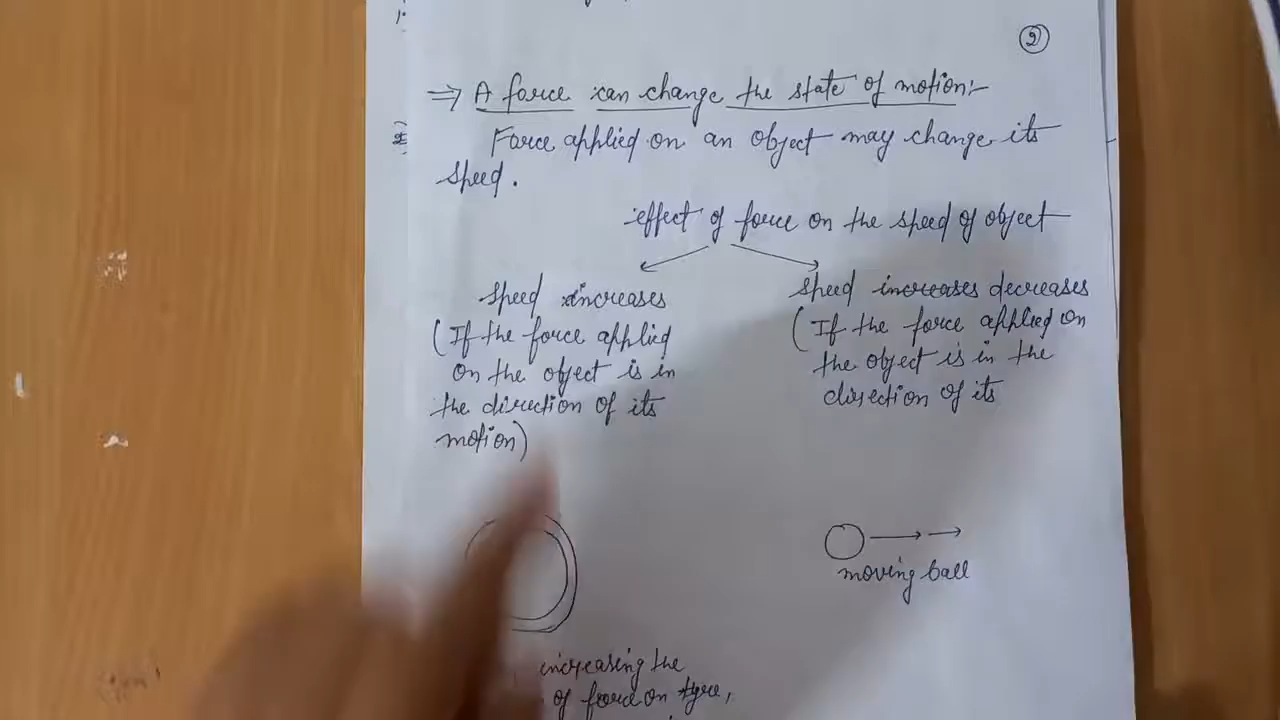 ②
⇒ A force can change the state of motion:-
Force applied on an object may change its
speed.
effect of force on the speed of object
speed increases
(If the force applied
on the object is in
the direction of its
motion)
speed increases decreases
(If the force applied on
the object is in the
direction of its
moving ball
increasing the
of force on tyre,